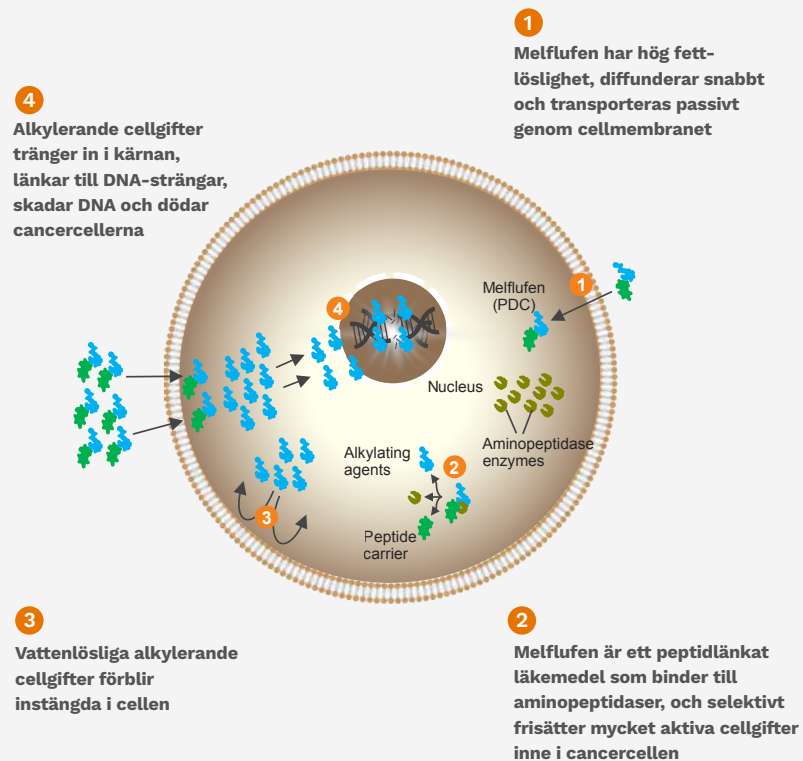 1
Melflufen har hög fett-
löslighet, diffunderar snabbt
och transporteras passivt
genom cellmembranet
4
Alkylerande cellgifter
tränger in i kärnan,
länkar till DNA-strängar,
skadar DNA och dödar
cancercellerna
1
Melflufen
(PDC)
4
Nucleus
Aminopeptidase
enzymes
Alkylating
agents
2
3
Peptide
carrier
3
Vattenlösliga alkylerande
cellgifter förblir
instängda i cellen
2
Melflufen är ett peptidlänkat
läkemedel som binder till
aminopeptidaser, och selektivt
frisätter mycket aktiva cellgifter
inne i cancercellen